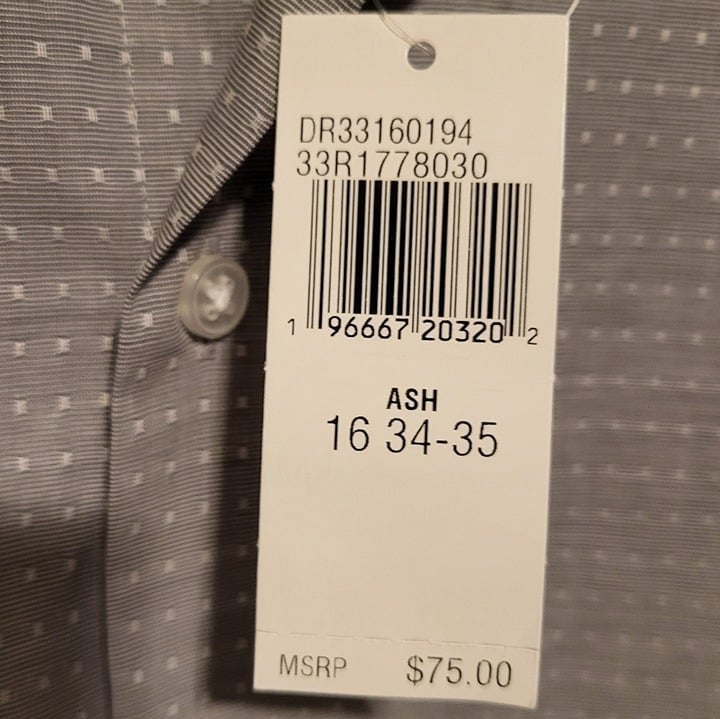 DR33160194
33R1778030
1 96667 20320 2
ASH
16 34-35
MSRP $75.00